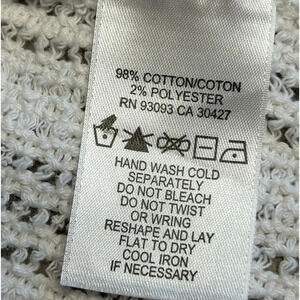 98% COTTON/COTON
2% POLYESTER
RN 93093 CA 30427
HAND WASH COLD
SEPARATELY
DO NOT BLEACH
DO NOT TWIST
OR WRING
RESHAPE AND LAY
FLAT TO DRY
COOL IRON
IF NECESSARY